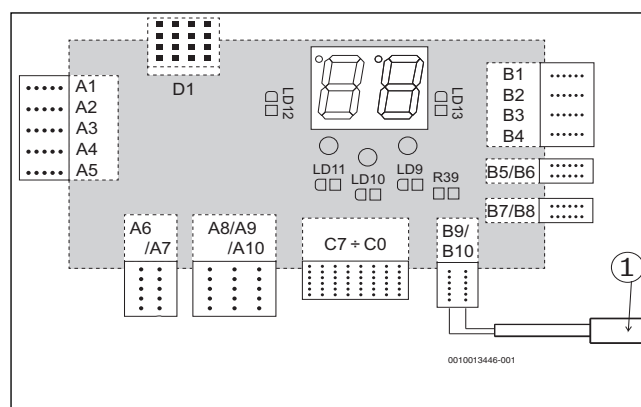 D1
A1
A2
A3
A4
A5
LD12
LD13
B1
B2
B3
B4
LD11
LD10
LD9
R39
B5/B6
B7/B8
A6
/A7
A8/A9
/A10
C7 ÷ C0
B9/
B10
1
0010013446-001